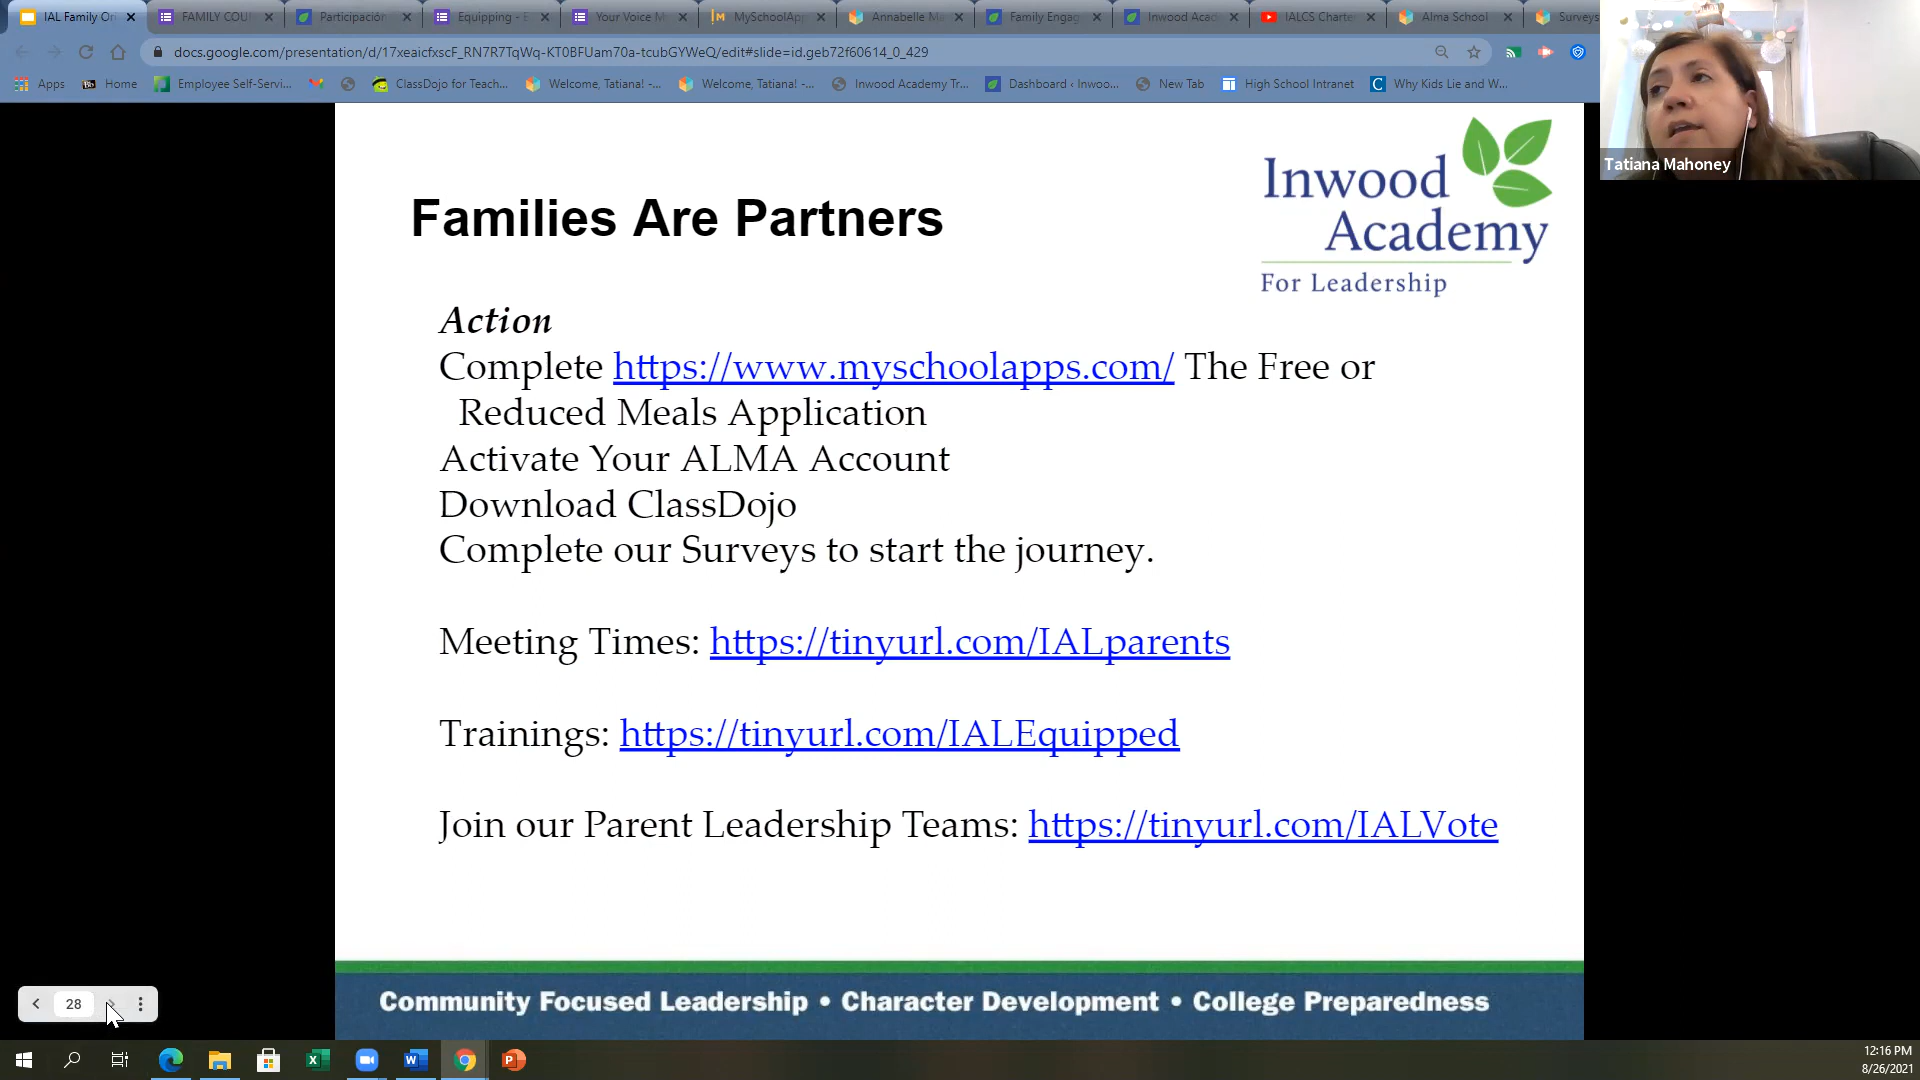 IAL Family Or
FAMILY COU
Participación
Equipping - E
Your Voice M
MySchoolAp
Annabelle Ma
Family Engag
Inwood Acad
IALCS Charte
Alma School
Surveys
docs.google.com/presentation/d/17xeaicfxscF_RN7R7TqWq-KT0BFUam70a-tcubGYWeQ/edit#slide=id.geb72f60614_0_429
Apps
Home
Employee Self-Servi...
ClassDojo for Teach...
Welcome, Tatiana! -...
Welcome, Tatiana! -...
Inwood Academy Tr...
Dashboard ‹ Inwoo...
New Tab
High School Intranet
Why Kids Lie and W...
Tatiana Mahoney
Inwood
Academy
For Leadership
Families Are Partners
Action
Complete https://www.myschoolapps.com/ The Free or
Reduced Meals Application
Activate Your ALMA Account
Download ClassDojo
Complete our Surveys to start the journey.
Meeting Times: https://tinyurl.com/IALparents
Trainings: https://tinyurl.com/IALEquipped
Join our Parent Leadership Teams: https://tinyurl.com/IALVote
Community Focused Leadership • Character Development • College Preparedness
28
12:16 PM
8/26/2021